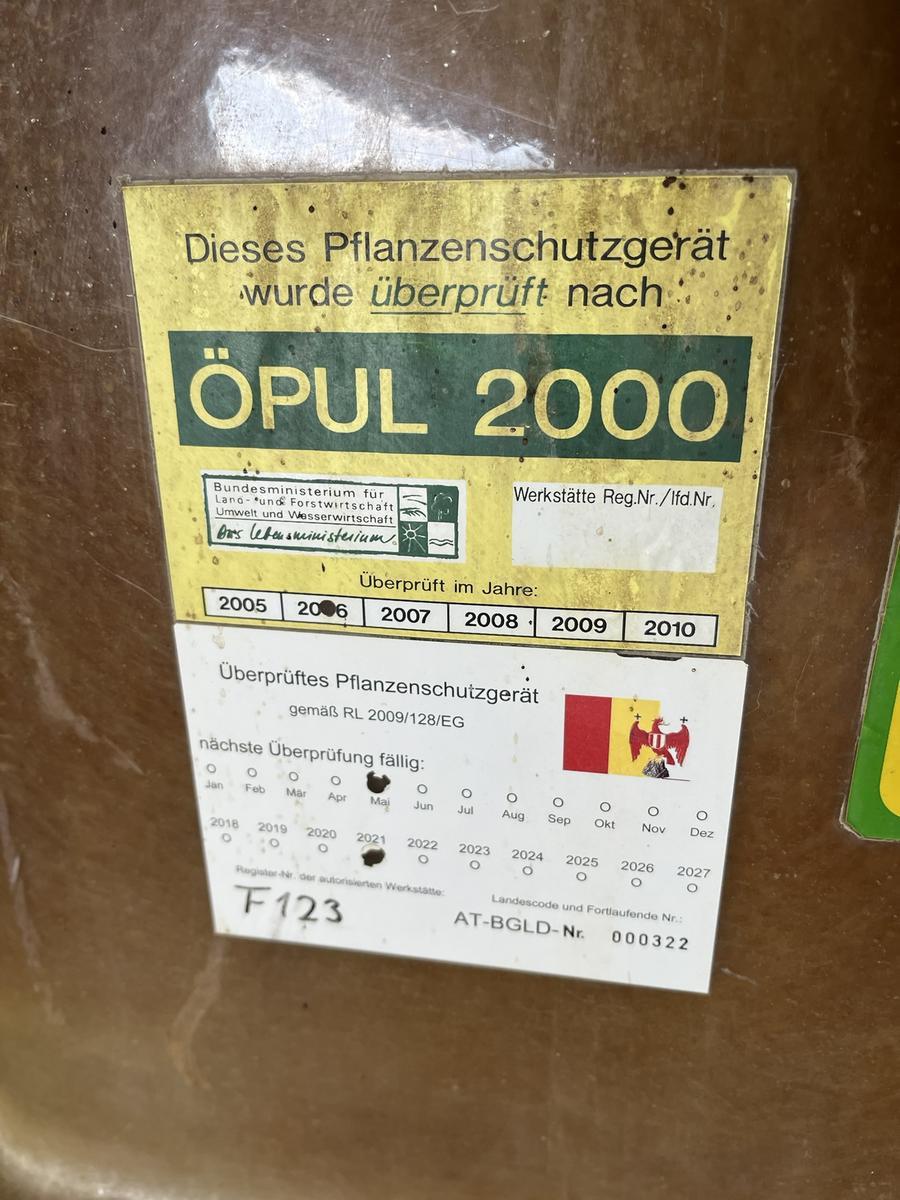 Dieses Pflanzenschutzgerät
wurde überprüft nach
ÖPUL 2000
Bundesministerium für
Land- und Forstwirtschaft
Umwelt und Wasserwirtschaft
Das Lebensministerium
Werkstätte Reg.Nr./lfd.Nr.
Überprüft im Jahre:
2005 2006 2007 2008 2009 2010
Überprüftes Pflanzenschutzgerät
gemäß RL 2009/128/EG
nächste Überprüfung fällig:
Jan Feb Mär Apr Mai Jun Jul Aug Sep Okt Nov Dez
2018 2019 2020 2021 2022 2023 2024 2025 2026 2027
Register-Nr. der autorisierten Werkstätte:
F123
Landescode und Fortlaufende Nr.:
AT-BGLD-Nr. 000322